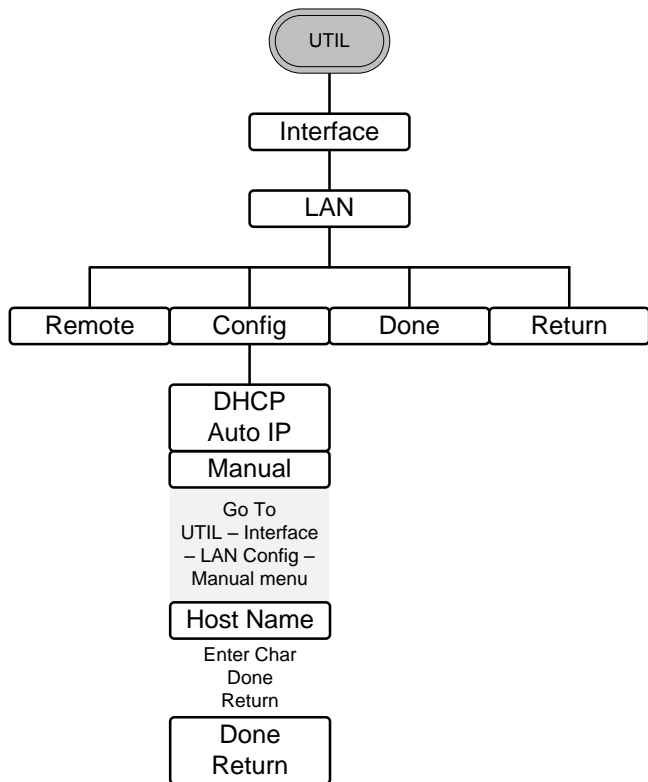 UTIL
Interface
LAN
Remote
Config
Done
Return
DHCP
Auto IP
Manual
Go To
UTIL – Interface
– LAN Config –
Manual menu
Host Name
Enter Char
Done
Return
Done
Return